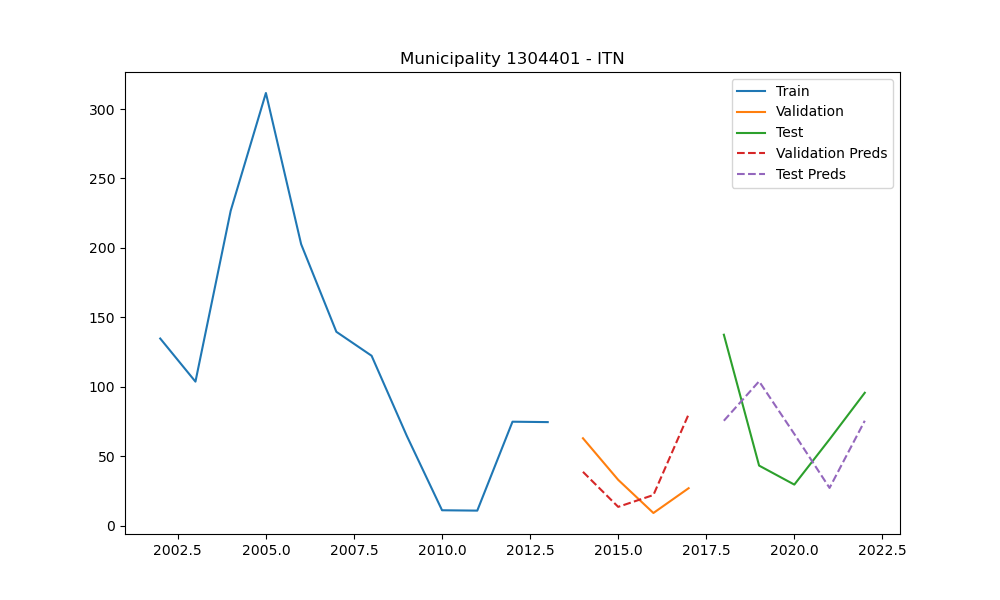 Municipality 1304401 - ITN
Train
Validation
Test
Validation Preds
Test Preds
300
250
200
150
100
50
0
2002.5 2005.0 2007.5 2010.0 2012.5 2015.0 2017.5 2020.0 2022.5